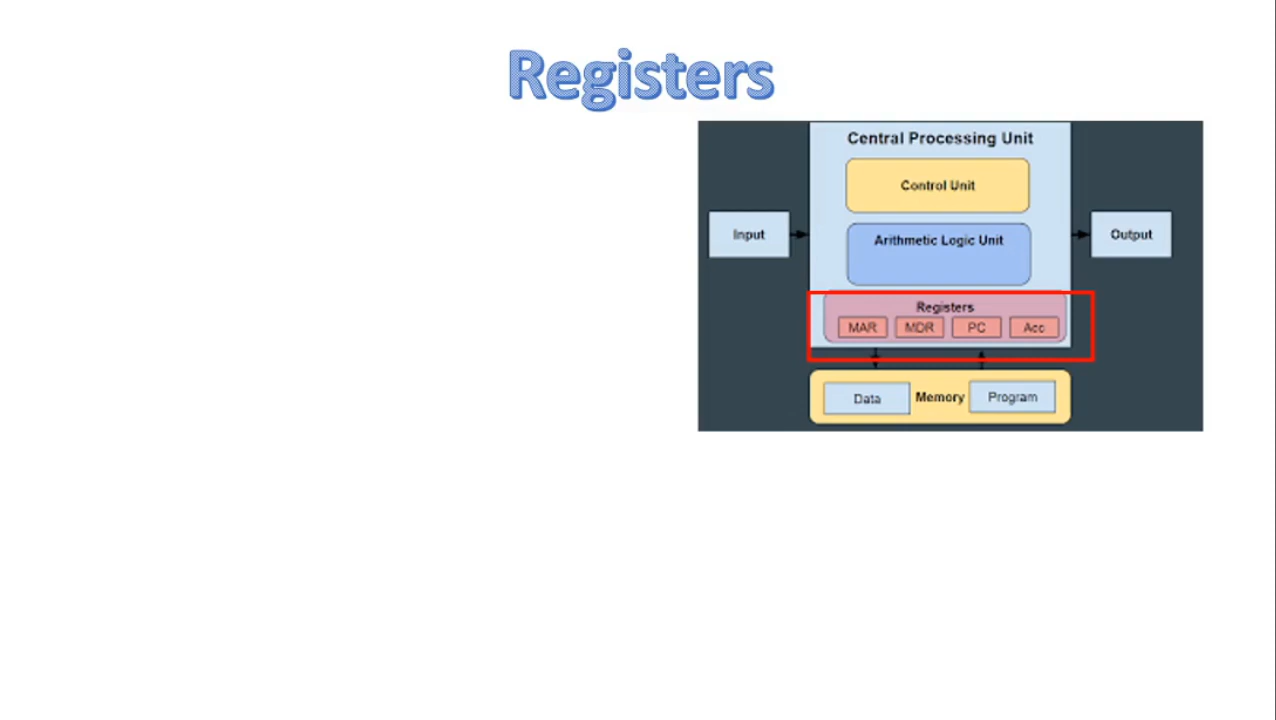 Registers
Central Processing Unit
Control Unit
Input
Arithmetic Logic Unit
Output
Registers
MAR MDR PC Acc
Data Memory Program